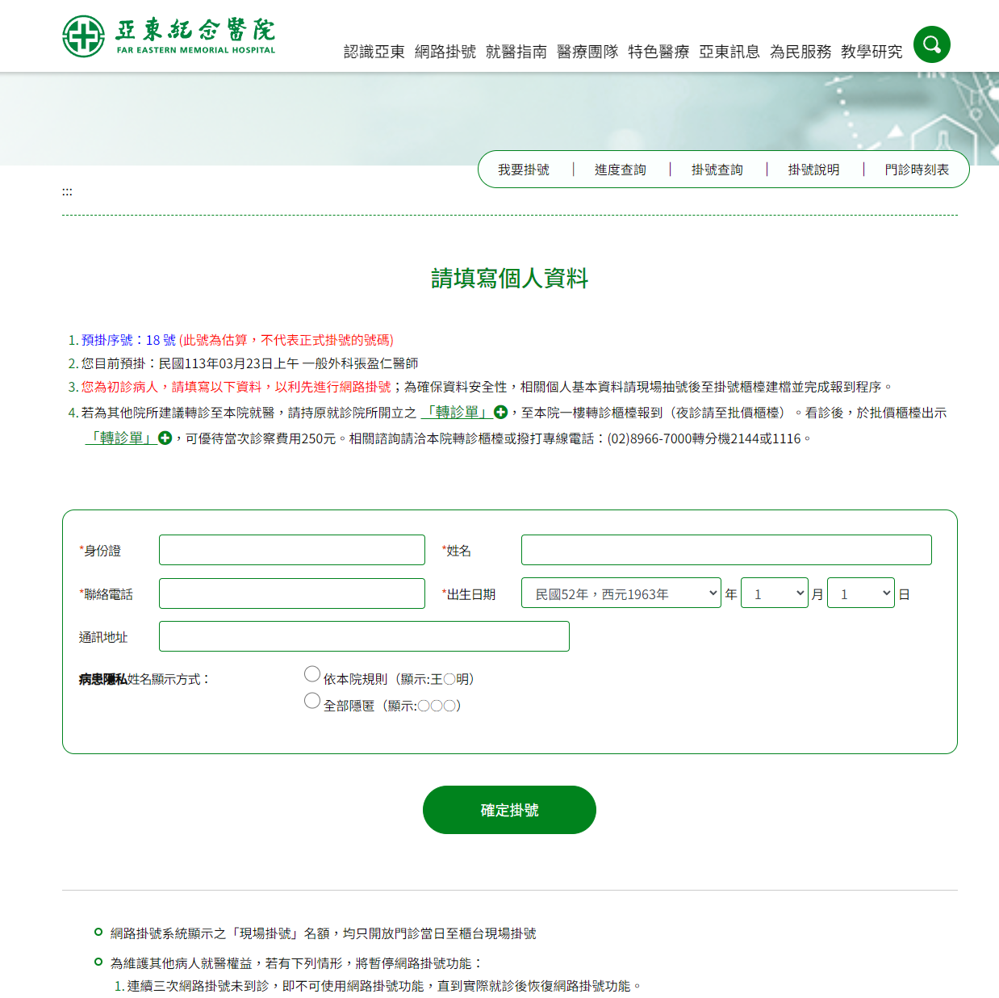 亞東紀念醫院
FAR EASTERN MEMORIAL HOSPITAL
認識亞東 網路掛號 就醫指南 醫療團隊 特色醫療 亞東訊息 為民服務 教學研究
我要掛號 | 進度查詢 | 掛號查詢 | 掛號說明 | 門診時刻表
:::
請填寫個人資料
1. 預掛序號：18 號 (此號為估算，不代表正式掛號的號碼)
2. 您目前預掛：民國113年03月23日上午 一般外科張盈仁醫師
3. 您為初診病人，請填寫以下資料，以利先進行網路掛號；為確保資料安全性，相關個人基本資料請現場抽號後至掛號櫃檯建檔並完成報到程序。
4. 若為其他院所建議轉診至本院就醫，請持原就診院所開立之 「轉診單」，至本院一樓轉診櫃檯報到（夜診請至批價櫃檯）。看診後，於批價櫃檯出示
「轉診單」，可優待當次診察費用250元。相關諮詢請洽本院轉診櫃檯或撥打專線電話：(02)8966-7000轉分機2144或1116。
*身份證 *姓名
*聯絡電話 *出生日期 民國52年，西元1963年 年 1 月 1 日
通訊地址
病患隱私姓名顯示方式： 依本院規則（顯示:王〇明）
全部隱匿（顯示:〇〇〇）
確定掛號
網路掛號系統顯示之「現場掛號」名額，均只開放門診當日至櫃台現場掛號
為維護其他病人就醫權益，若有下列情形，將暫停網路掛號功能：
1. 連續三次網路掛號未到診，即不可使用網路掛號功能，直到實際就診後恢復網路掛號功能。